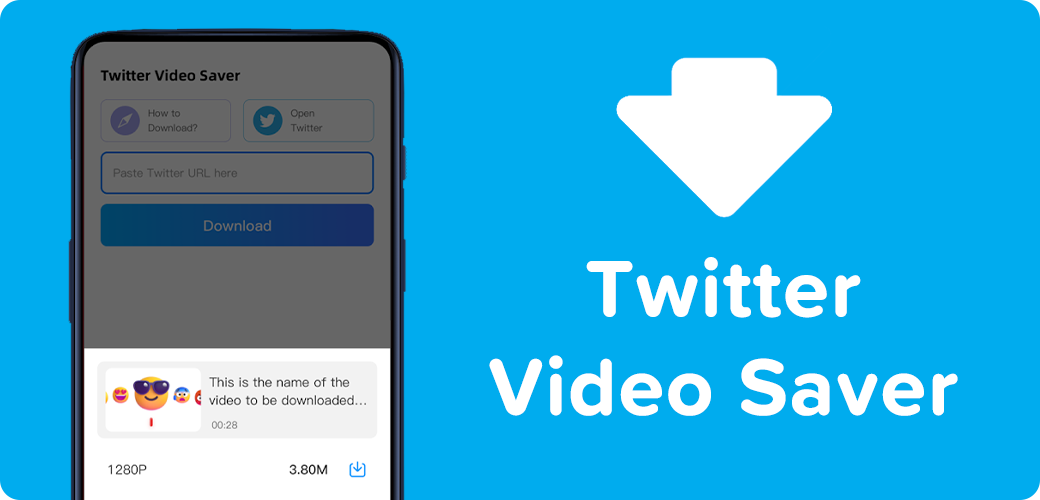 Twitter Video Saver
How to
Download?
Open
Twitter
Paste Twitter URL here
Download
This is the name of the
video to be downloaded...
00:28
1280P
3.80M
Twitter
Video Saver